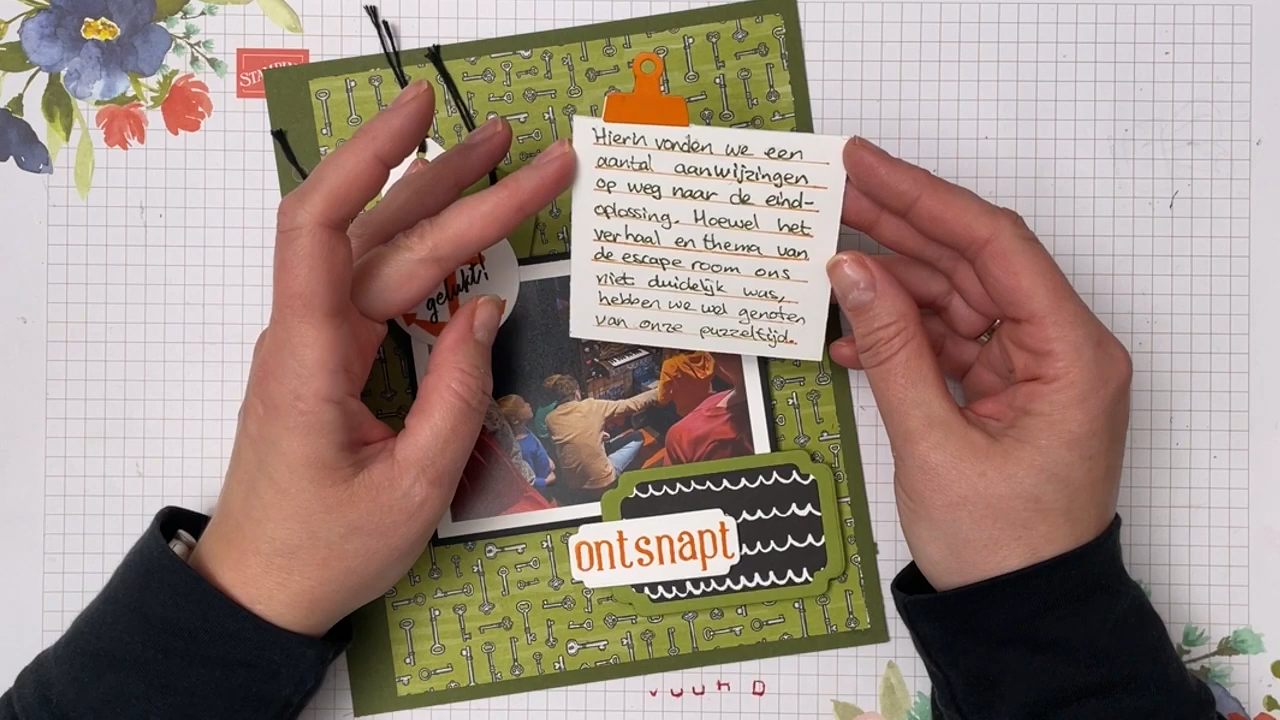 STAMPIN
Hierin vonden we een
aantal aanwijzingen
op weg naar de eind-
oplossing. Hoewel het
verhaal en thema van
de escape room ons
niet duidelijk was,
hebben we wel genoten
van onze puzzeltijd.
gelukt!
ontsnapt